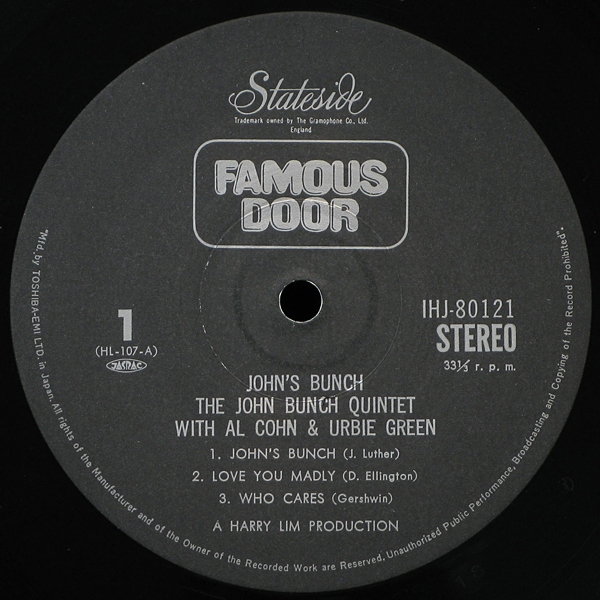 Stateside
Trademark owned by The Gramophone Co., Ltd.
England
FAMOUS
DOOR
1
(HL-107-A)
JASRAC
IHJ-80121
STEREO
33⅓ r. p. m.
JOHN'S BUNCH
THE JOHN BUNCH QUINTET
WITH AL COHN & URBIE GREEN
1. JOHN'S BUNCH (J. Luther)
2. LOVE YOU MADLY (D. Ellington)
3. WHO CARES (Gershwin)
A HARRY LIM PRODUCTION
"Mfd. by TOSHIBA-EMI LTD. in Japan. All rights of the Manufacturer and of the Owner of the Recorded Work are Reserved. Unauthorized Public Performance, Broadcasting and Copying of the Record Prohibited".